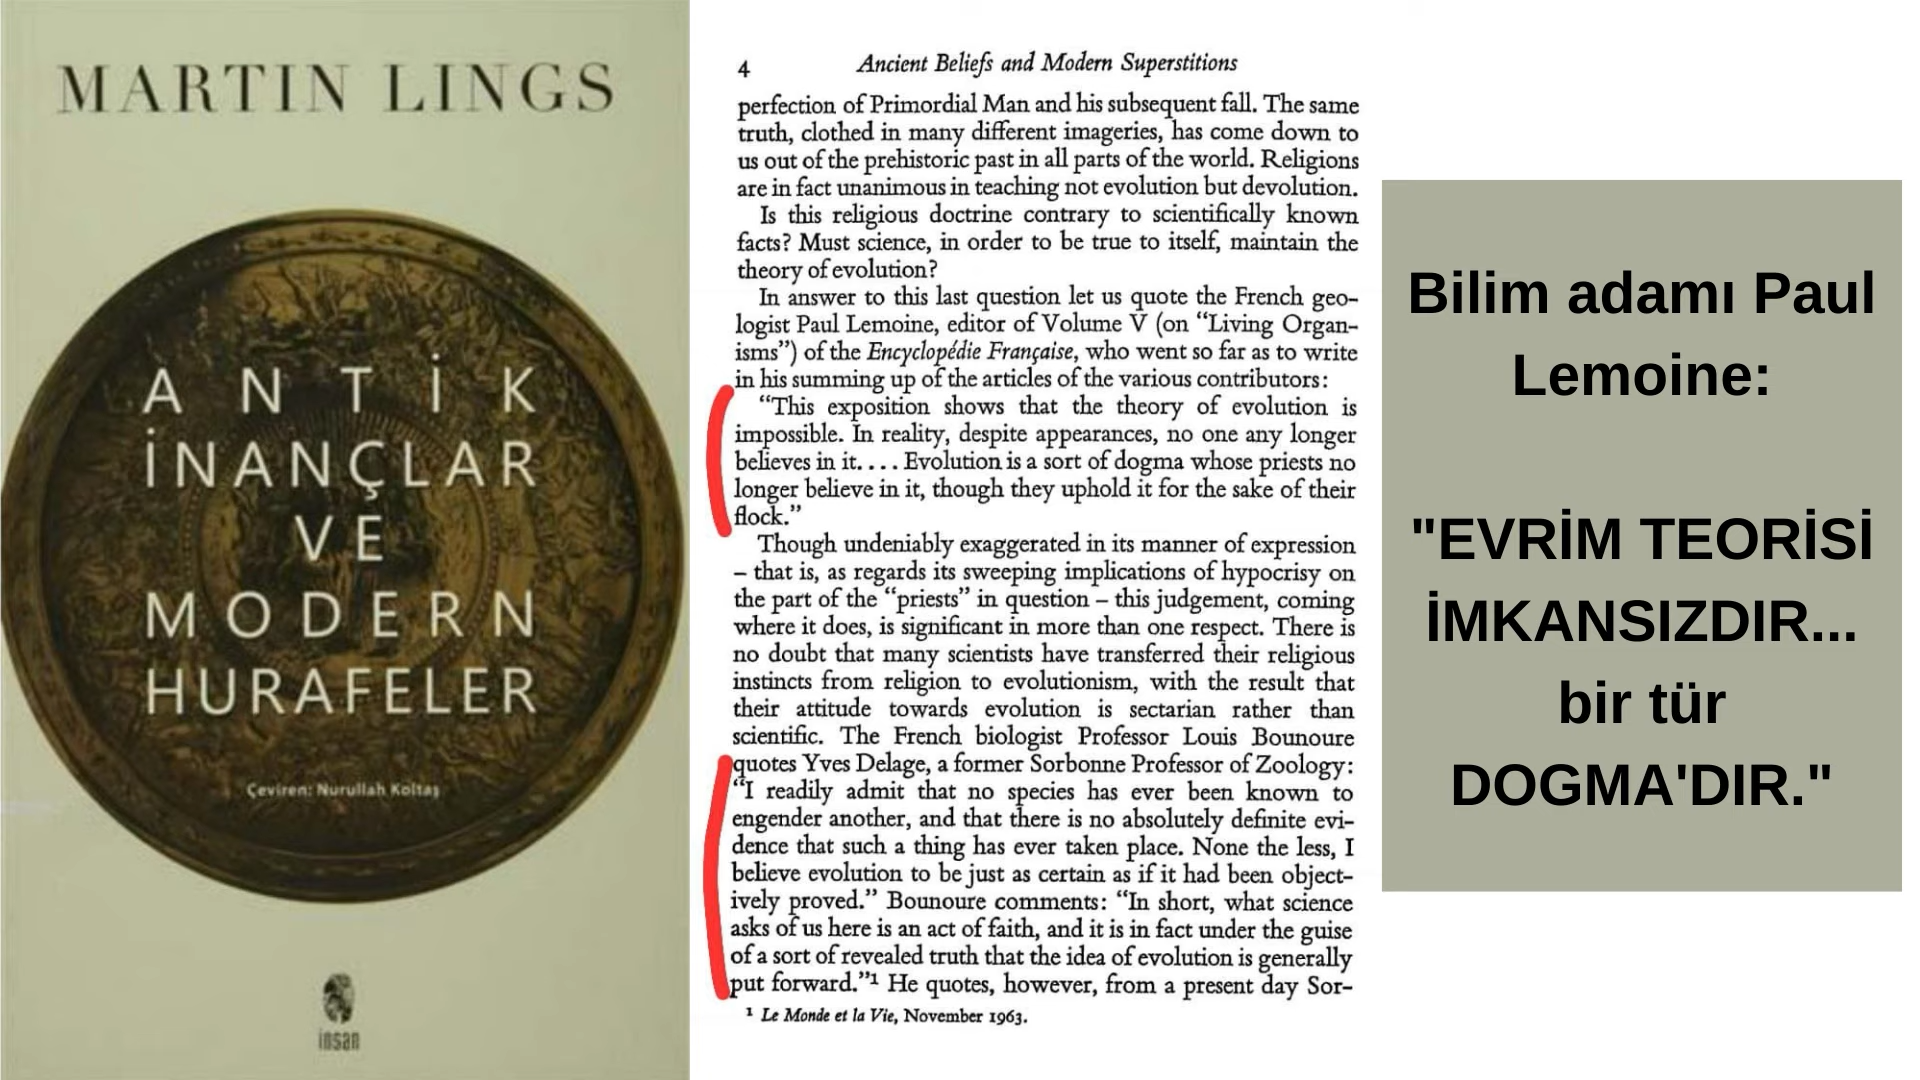 MARTIN LINGS
ANTİK
İNANÇLAR
VE
MODERN
HURAFELER
Çeviren: Nurullah Koltaş
insan
4 Ancient Beliefs and Modern Superstitions
perfection of Primordial Man and his subsequent fall. The same
truth, clothed in many different imageries, has come down to
us out of the prehistoric past in all parts of the world. Religions
are in fact unanimous in teaching not evolution but devolution.
Is this religious doctrine contrary to scientifically known
facts? Must science, in order to be true to itself, maintain the
theory of evolution?
In answer to this last question let us quote the French geo-
logist Paul Lemoine, editor of Volume V (on “Living Organ-
isms”) of the Encyclopédie Française, who went so far as to write
in his summing up of the articles of the various contributors:
“This exposition shows that the theory of evolution is
impossible. In reality, despite appearances, no one any longer
believes in it. . . . Evolution is a sort of dogma whose priests no
longer believe in it, though they uphold it for the sake of their
flock.”
Though undeniably exaggerated in its manner of expression
– that is, as regards its sweeping implications of hypocrisy on
the part of the “priests” in question – this judgement, coming
where it does, is significant in more than one respect. There is
no doubt that many scientists have transferred their religious
instincts from religion to evolutionism, with the result that
their attitude towards evolution is sectarian rather than
scientific. The French biologist Professor Louis Bounoure
quotes Yves Delage, a former Sorbonne Professor of Zoology:
“I readily admit that no species has ever been known to
engender another, and that there is no absolutely definite evi-
dence that such a thing has ever taken place. None the less, I
believe evolution to be just as certain as if it had been object-
ively proved.” Bounoure comments: “In short, what science
asks of us here is an act of faith, and it is in fact under the guise
of a sort of revealed truth that the idea of evolution is generally
put forward.”¹ He quotes, however, from a present day Sor-
¹ Le Monde et la Vie, November 1963.
Bilim adamı Paul
Lemoine:
"EVRİM TEORİSİ
İMKANSIZDIR...
bir tür
DOGMA'DIR."